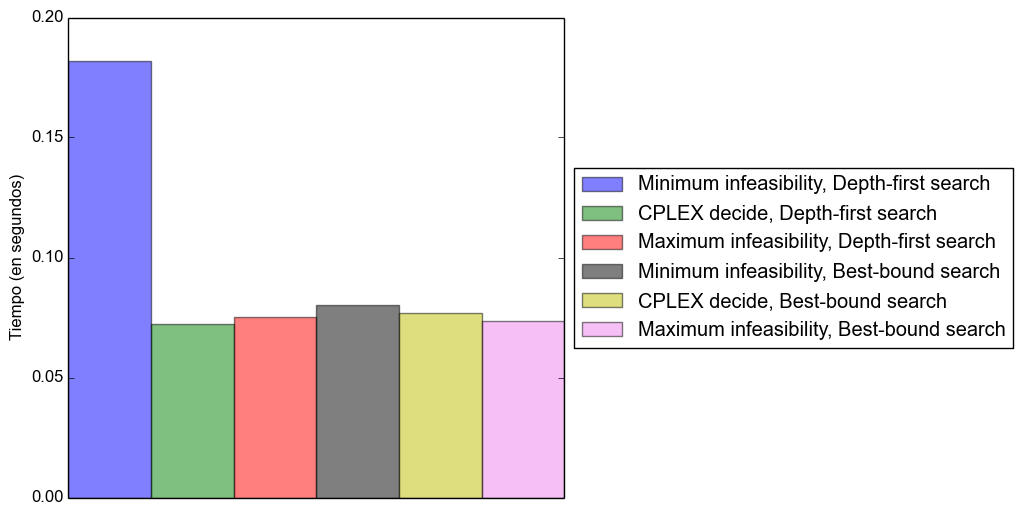 0.20
0.15
0.10
0.05
0.00
Tiempo (en segundos)
Minimum infeasibility, Depth-first search
CPLEX decide, Depth-first search
Maximum infeasibility, Depth-first search
Minimum infeasibility, Best-bound search
CPLEX decide, Best-bound search
Maximum infeasibility, Best-bound search